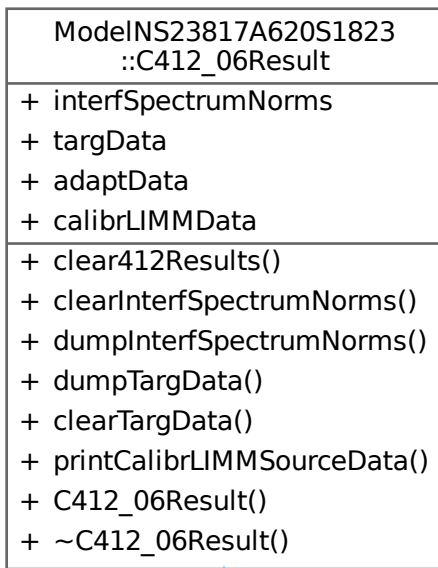 ModelNS23817A620S1823
::C412_06Result
+ interfSpectrumNorms
+ targData
+ adaptData
+ calibrLIMMData
+ clear412Results()
+ clearInterfSpectrumNorms()
+ dumpInterfSpectrumNorms()
+ dumpTargData()
+ clearTargData()
+ printCalibrLIMMSourceData()
+ C412_06Result()
+ ~C412_06Result()